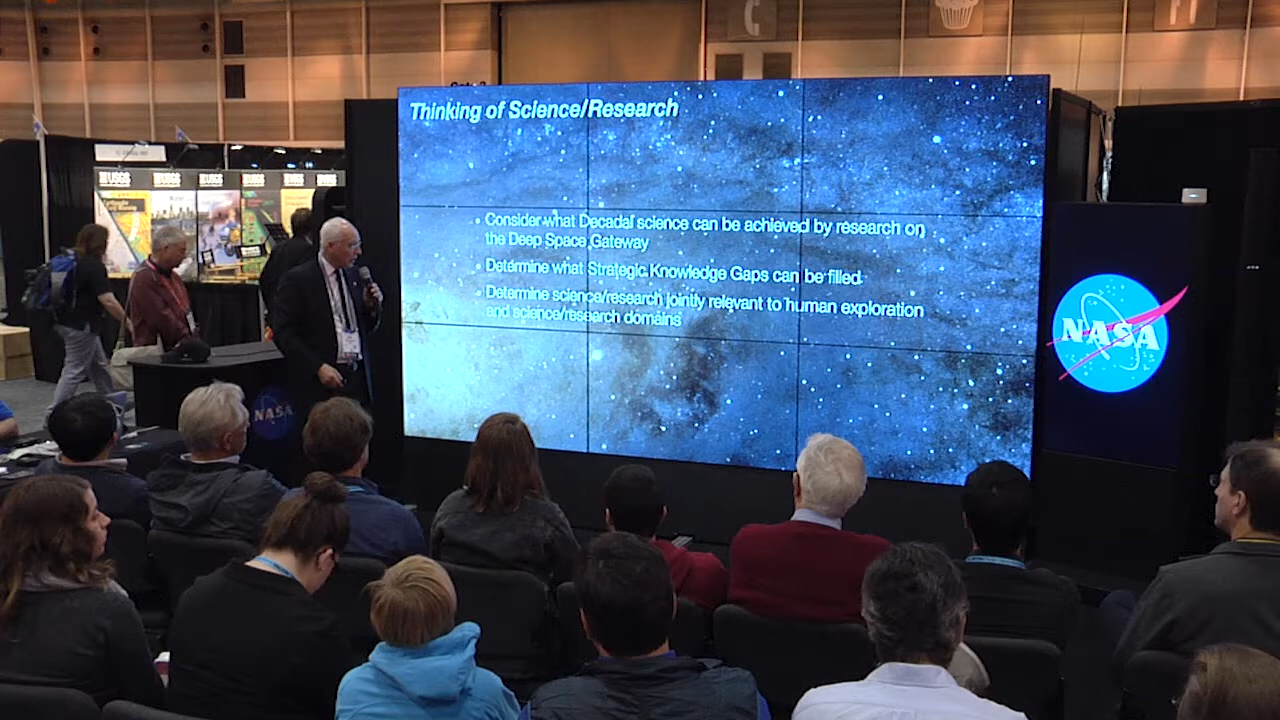 Thinking of Science/Research
Consider what Decadal science can be achieved by research on
the Deep Space Gateway
Determine what Strategic Knowledge Gaps can be filled
Determine science/research jointly relevant to human exploration
and science/research domains
NASA
NASA
USGS
USGS
USGS
USGS
USGS
USGS